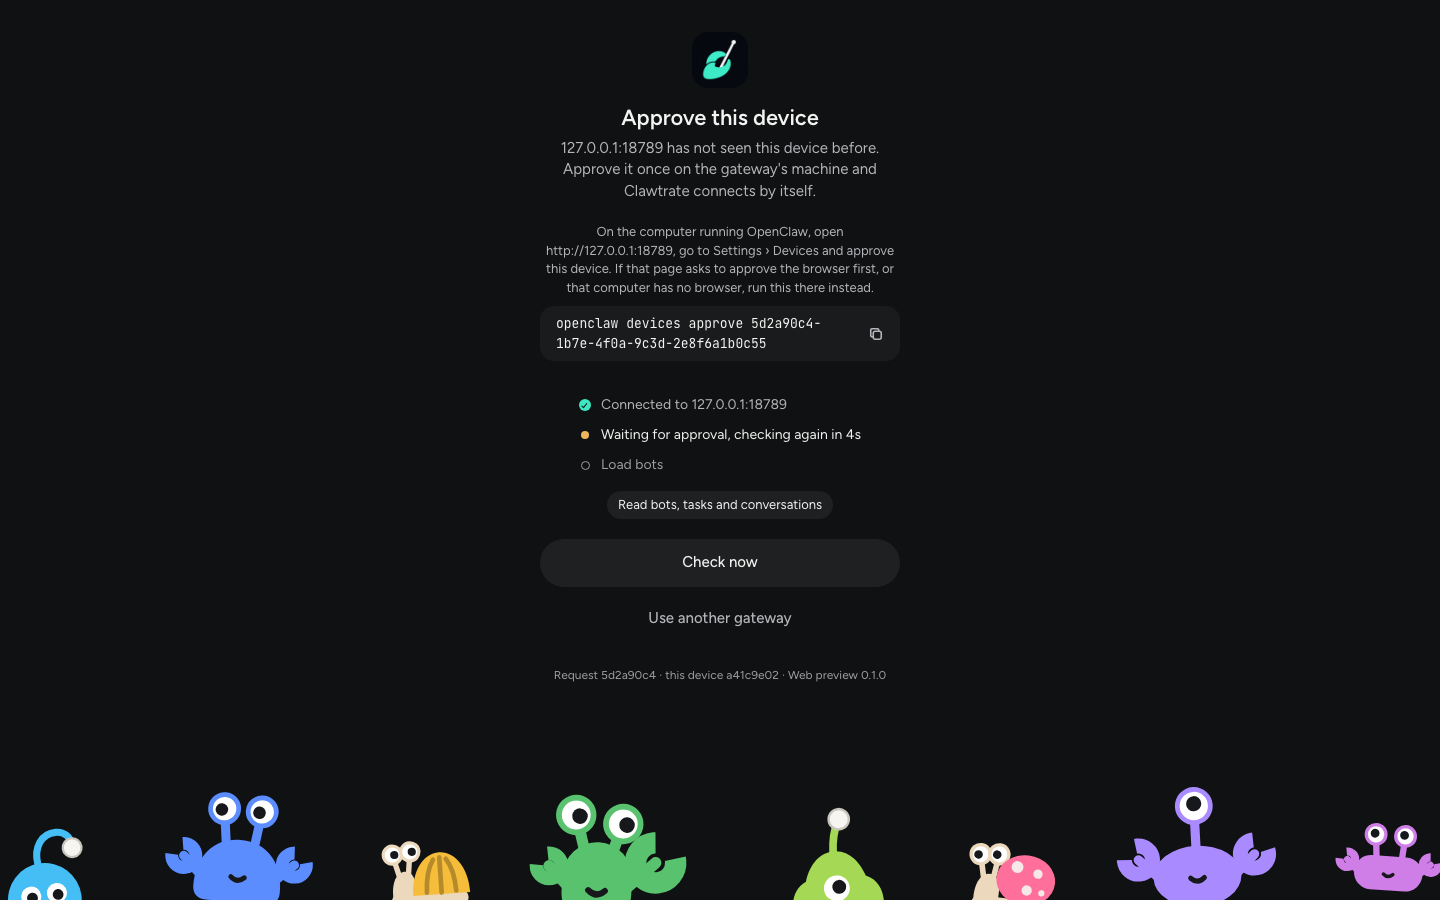 Approve this device
127.0.0.1:18789 has not seen this device before.
Approve it once on the gateway's machine and
Clawtrate connects by itself.
On the computer running OpenClaw, open
http://127.0.0.1:18789, go to Settings › Devices and approve
this device. If that page asks to approve the browser first, or
that computer has no browser, run this there instead.
openclaw devices approve 5d2a90c4-
1b7e-4f0a-9c3d-2e8f6a1b0c55
Connected to 127.0.0.1:18789
Waiting for approval, checking again in 4s
Load bots
Read bots, tasks and conversations
Check now
Use another gateway
Request 5d2a90c4 · this device a41c9e02 · Web preview 0.1.0